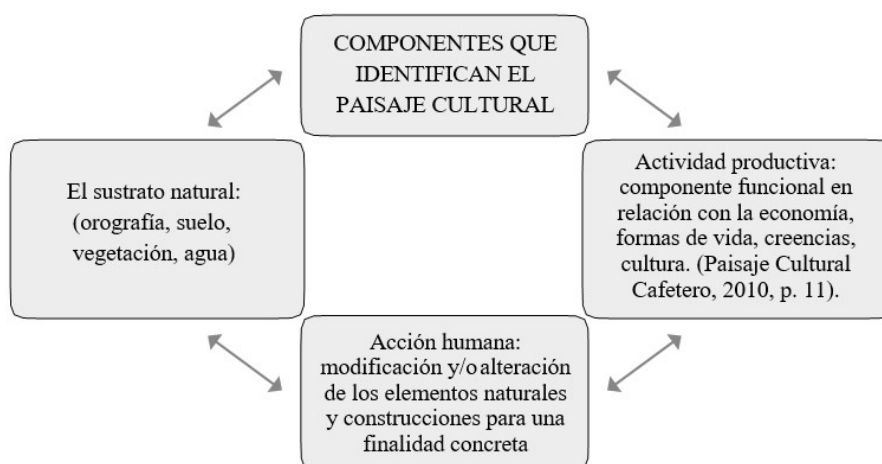 COMPONENTES QUE
IDENTIFICAN EL
PAISAJE CULTURAL
El sustrato natural:
(orografía, suelo,
vegetación, agua)
Actividad productiva:
componente funcional en
relación con la economía,
formas de vida, creencias,
cultura. (Paisaje Cultural
Cafetero, 2010, p. 11).
Acción humana:
modificación y/o alteración
de los elementos naturales
y construcciones para una
finalidad concreta